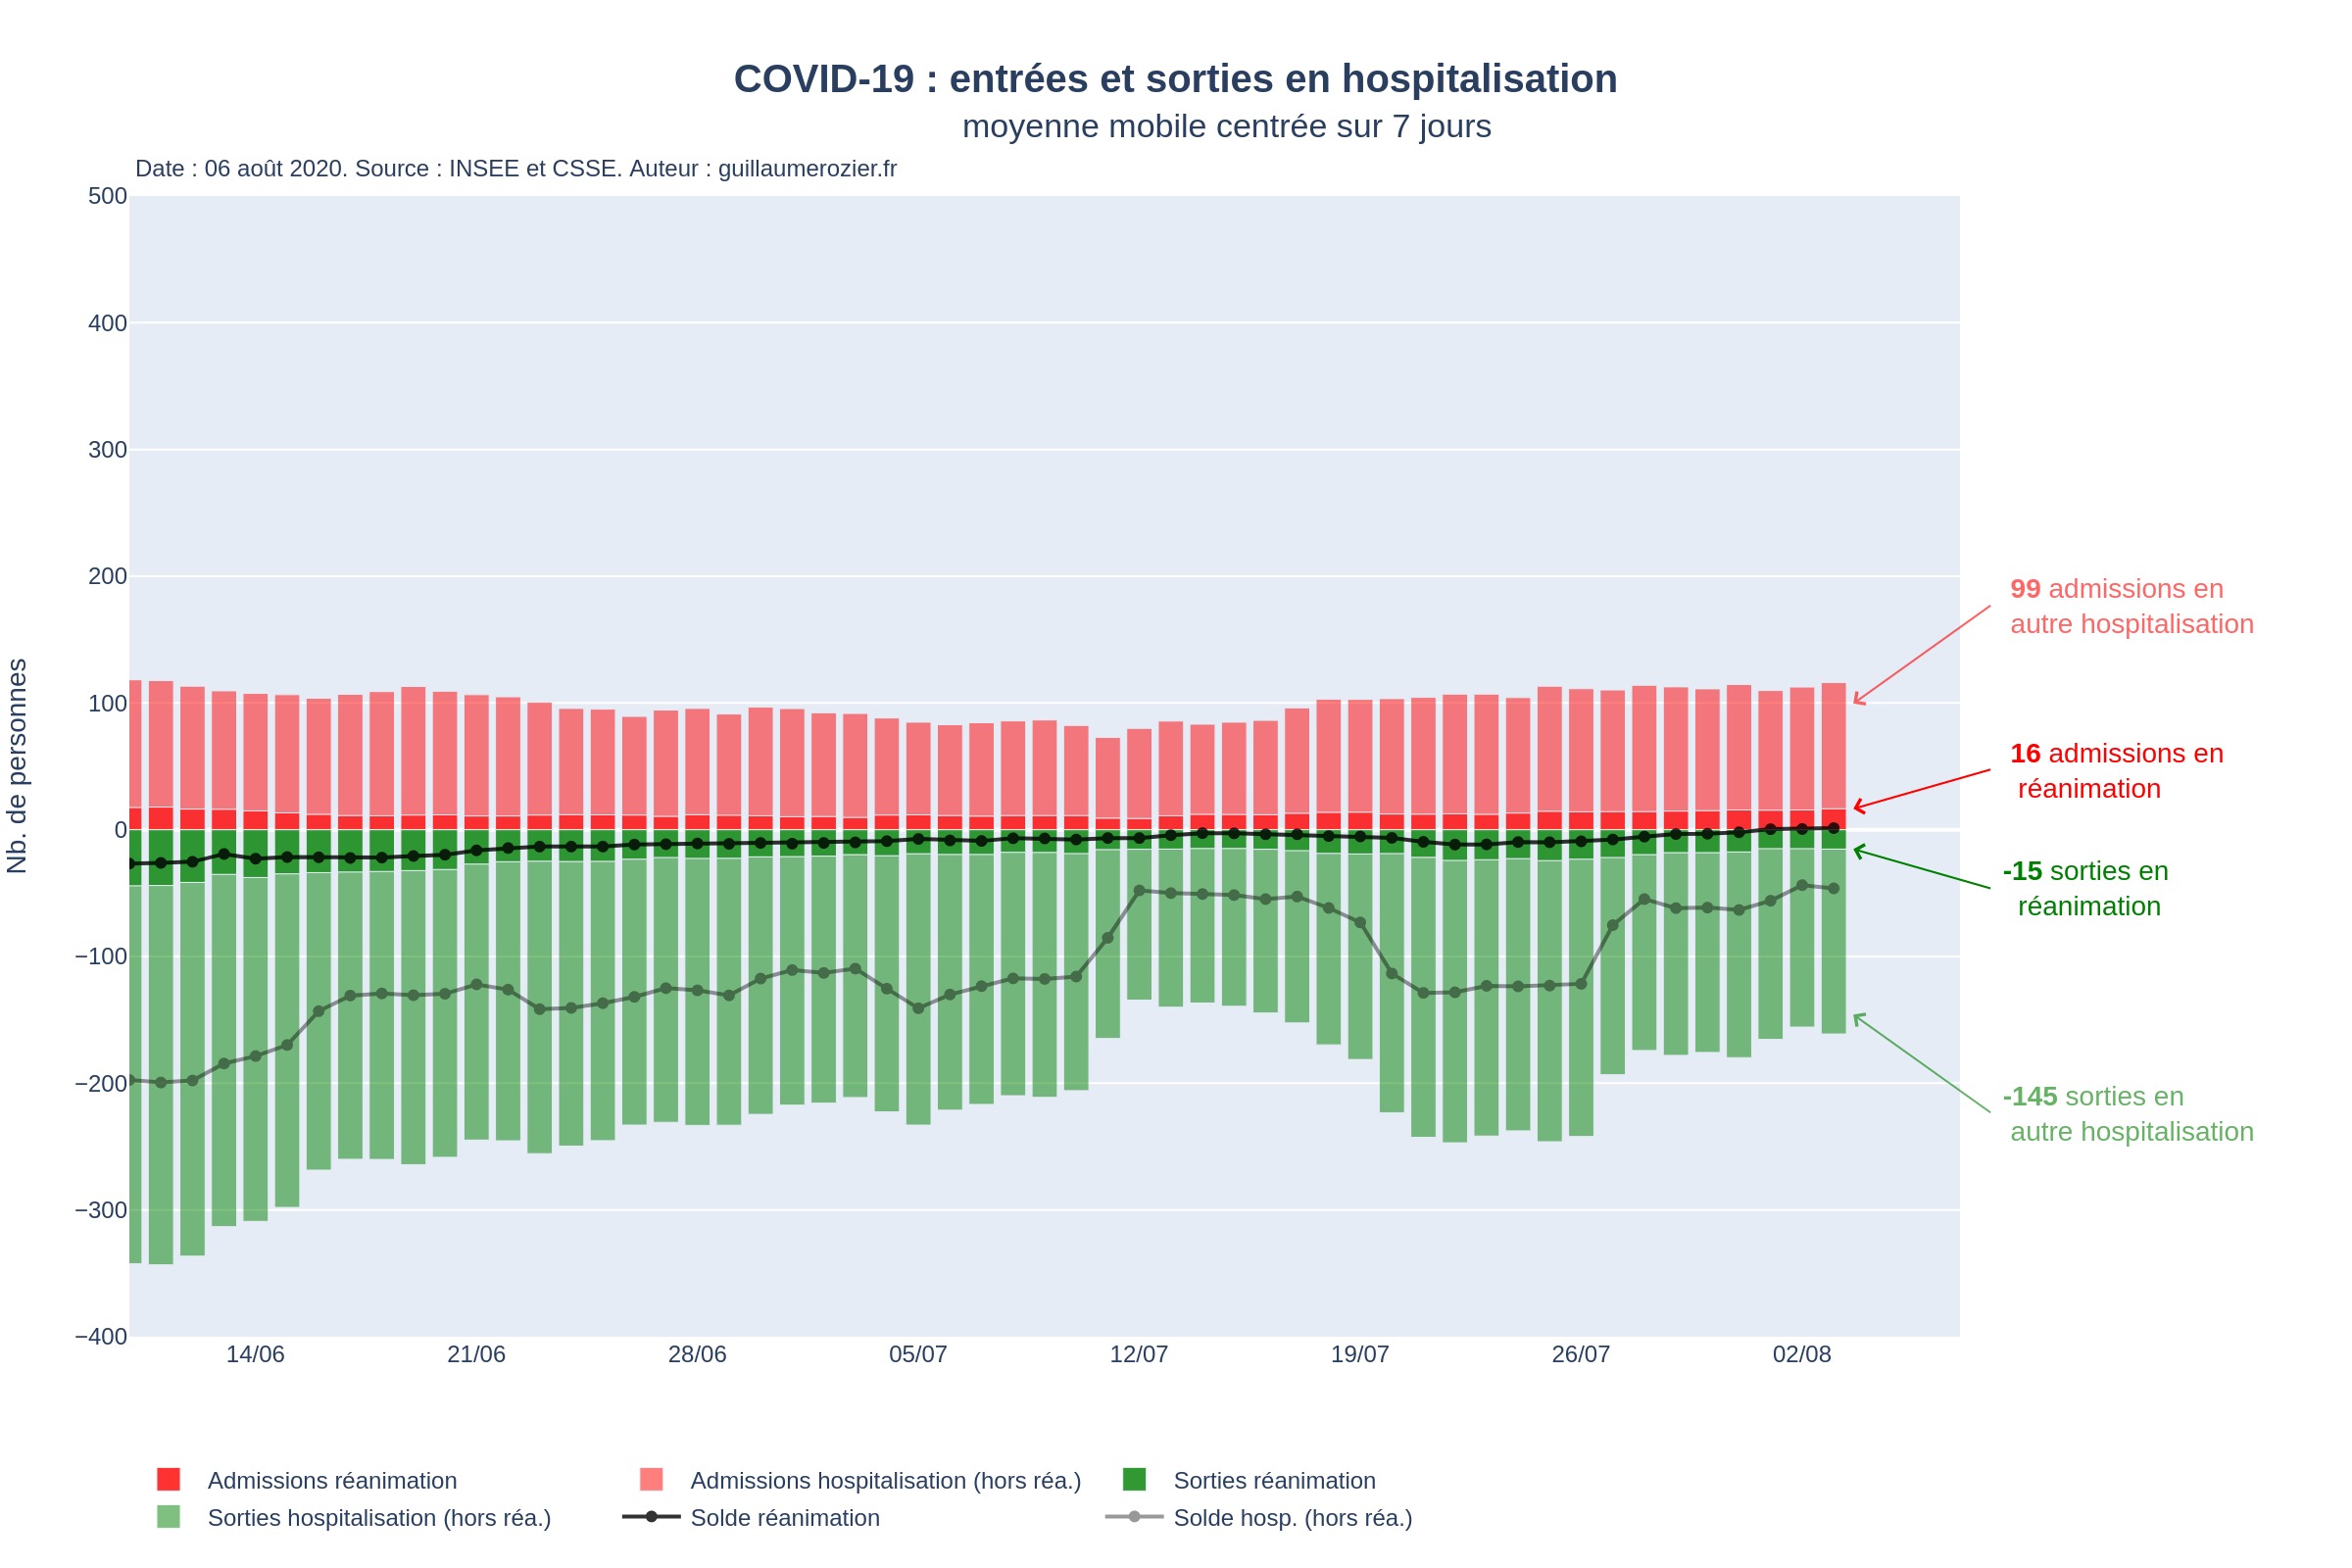 COVID-19 : entrées et sorties en hospitalisation
moyenne mobile centrée sur 7 jours
Date : 06 août 2020. Source : INSEE et CSSE. Auteur : guillaumerozier.fr
Nb. de personnes
500
400
300
200
100
0
−100
−200
−300
−400
14/06
21/06
28/06
05/07
12/07
19/07
26/07
02/08
99 admissions en
autre hospitalisation
16 admissions en
réanimation
-15 sorties en
réanimation
-145 sorties en
autre hospitalisation
Admissions réanimation
Admissions hospitalisation (hors réa.)
Sorties réanimation
Sorties hospitalisation (hors réa.)
Solde réanimation
Solde hosp. (hors réa.)